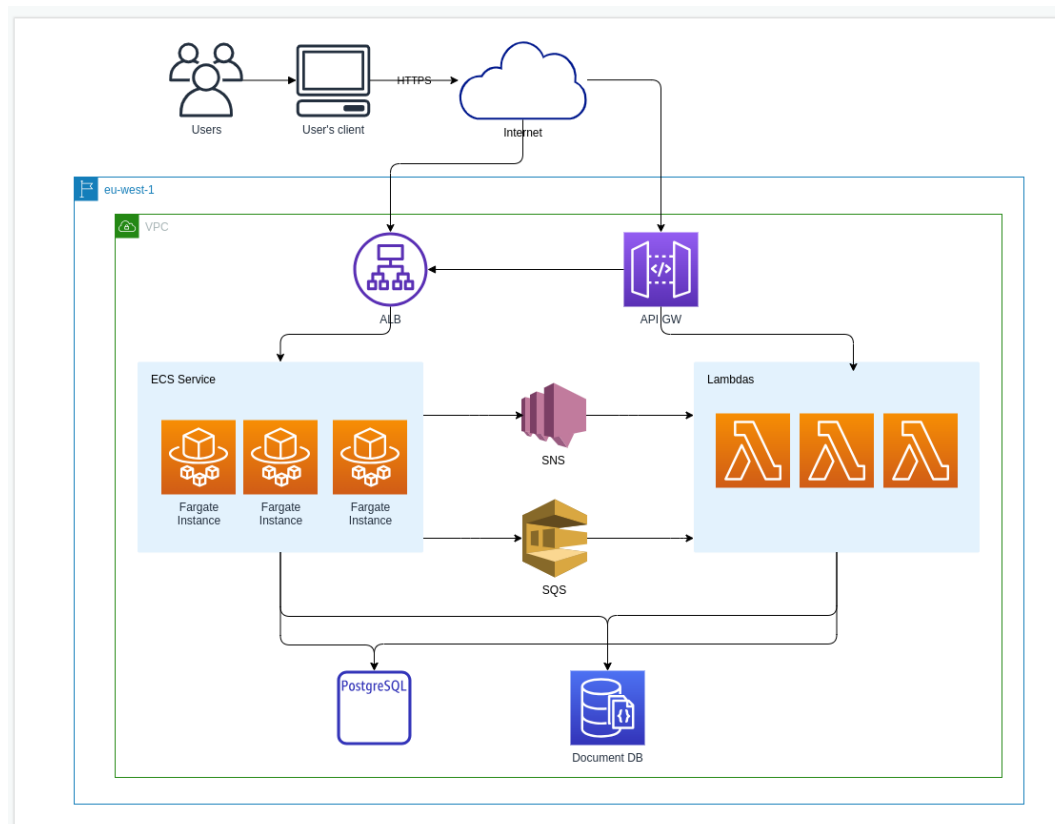 HTTPS
Users
User's client
Internet
eu-west-1
VPC
ALB
API GW
ECS Service
Lambdas
SNS
Fargate
Instance
Fargate
Instance
Fargate
Instance
SQS
PostgreSQL
Document DB